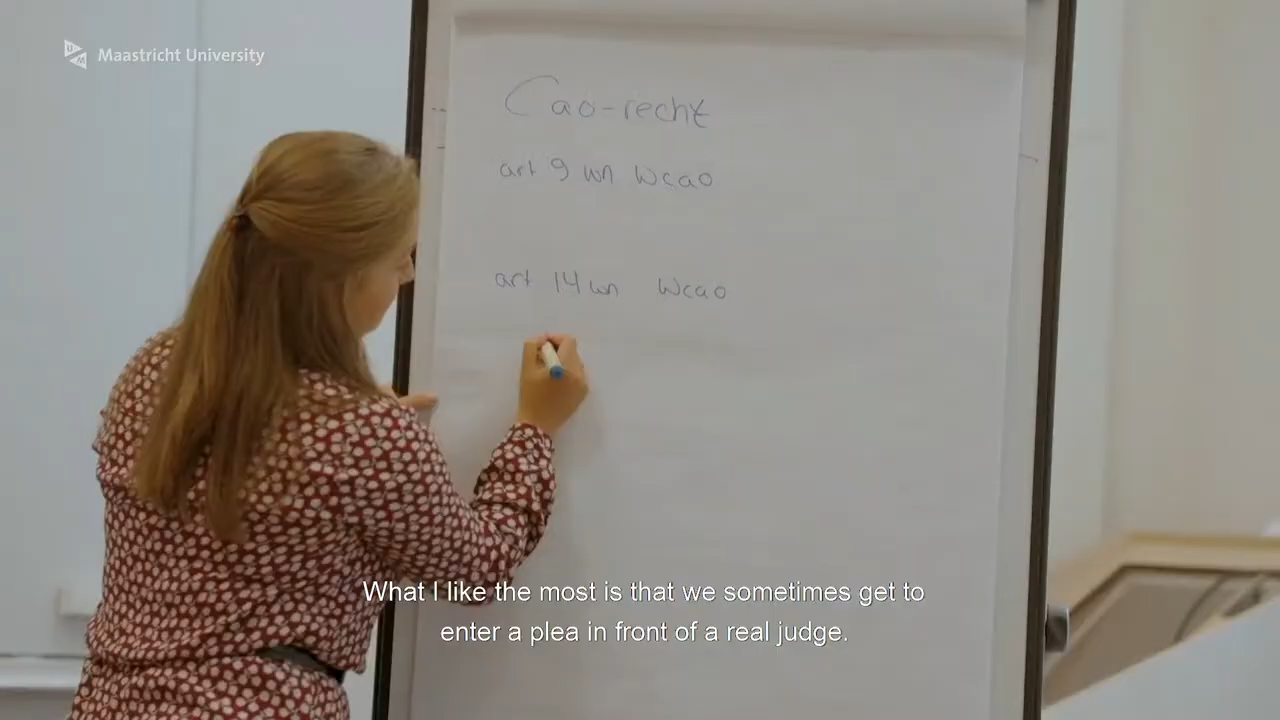 Maastricht University
Cao-recht
art 9 wn Wcao
art 14 wn Wcao
What I like the most is that we sometimes get to
enter a plea in front of a real judge.